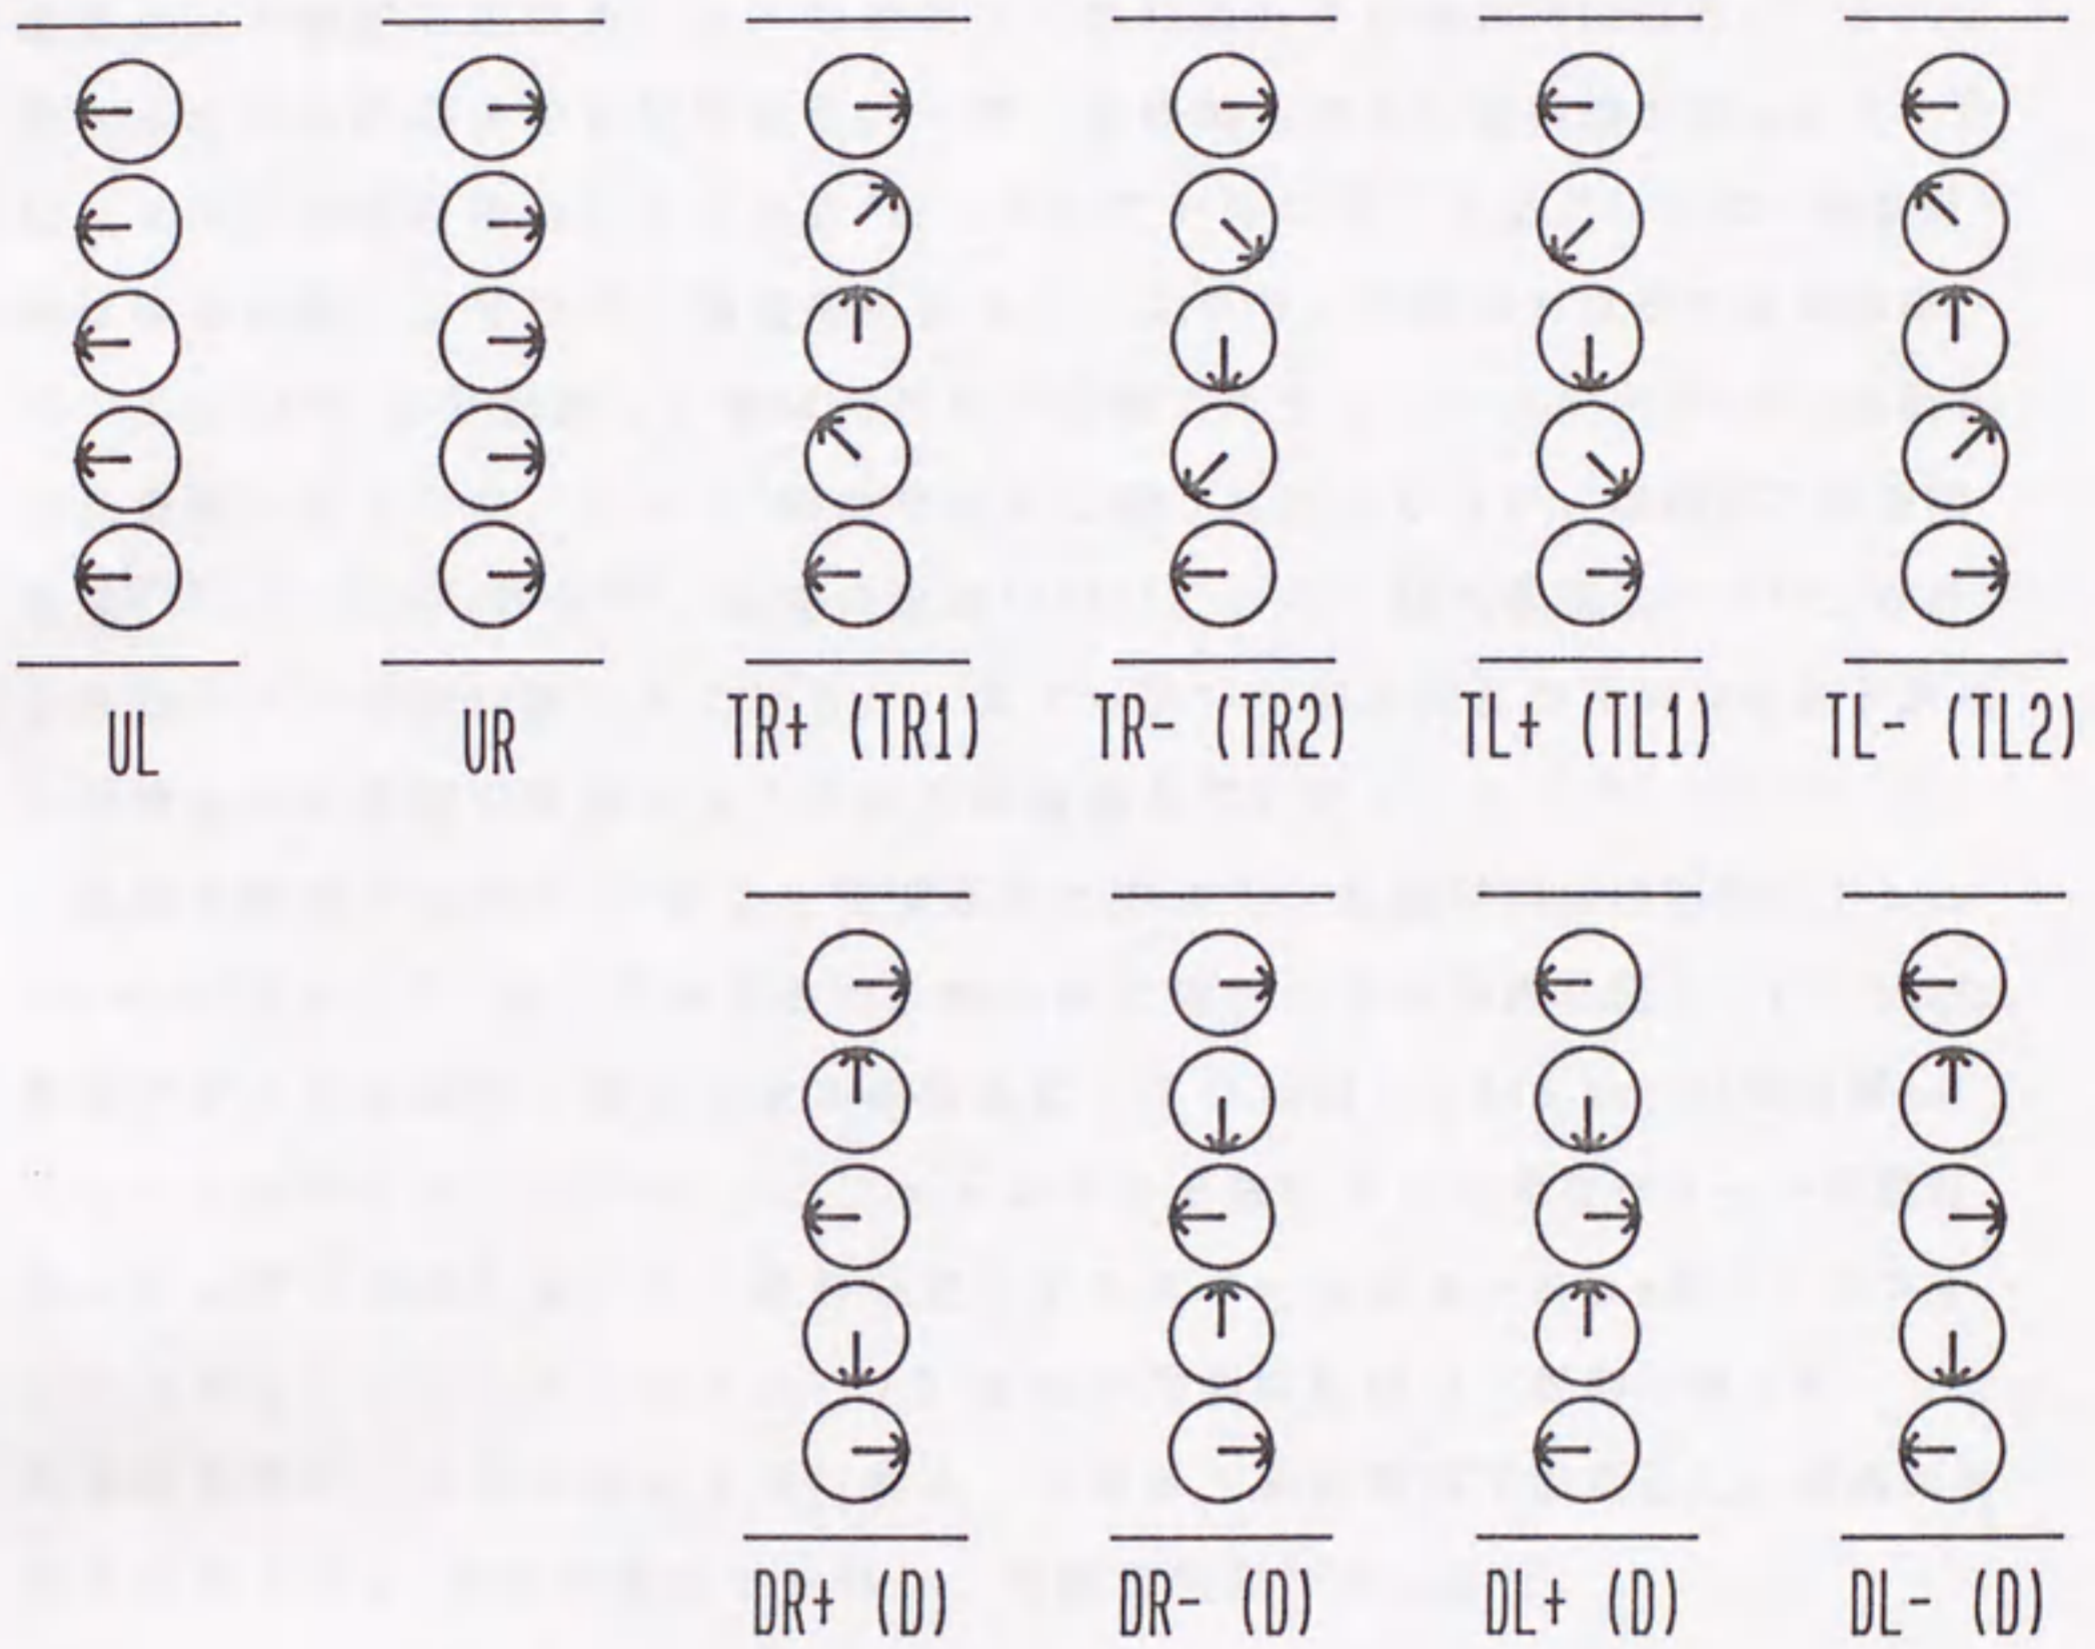 UL UR TR+ (TR1) TR- (TR2) TL+ (TL1) TL- (TL2)
DR+ (D) DR- (D) DL+ (D) DL- (D)